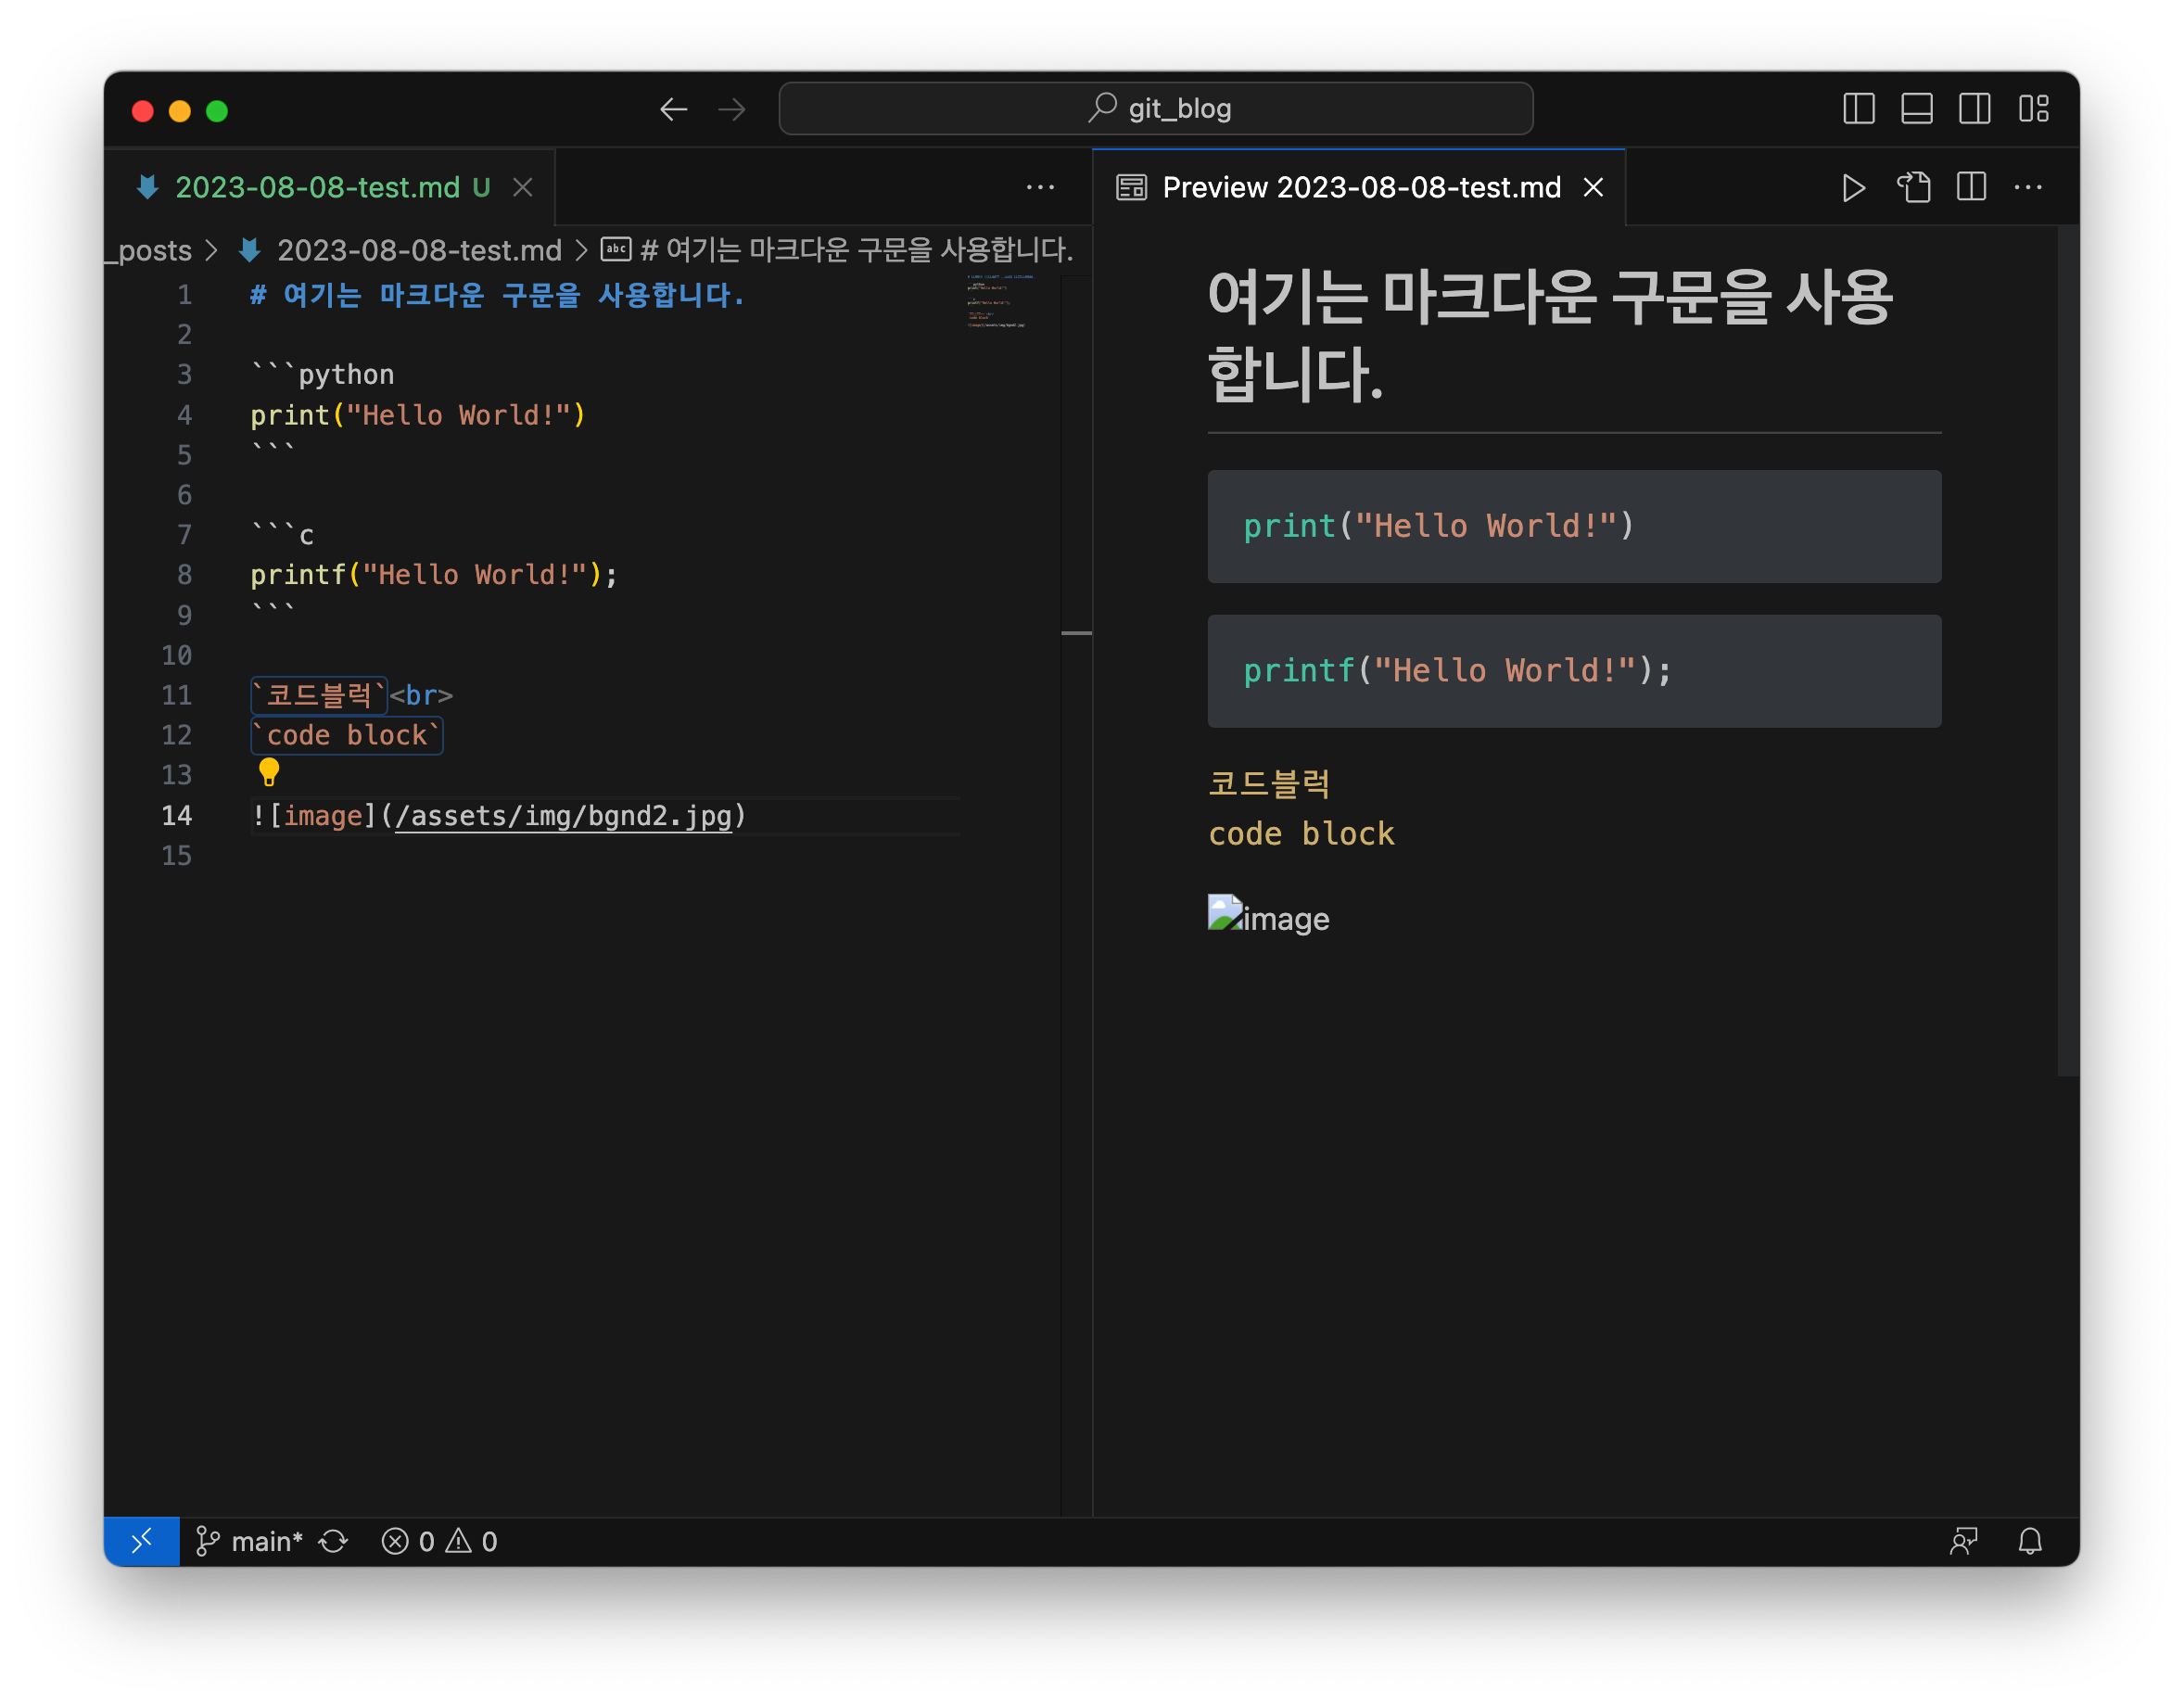 git_blog
2023-08-08-test.md U
Preview 2023-08-08-test.md
_posts > 2023-08-08-test.md > abc # 여기는 마크다운 구문을 사용합니다.
1 # 여기는 마크다운 구문을 사용합니다.
2
3 ```python
4 print("Hello World!")
5 ```
6
7 ```c
8 printf("Hello World!");
9 ```
10
11 `코드블럭`<br>
12 `code block`
13
14 ![image](/assets/img/bgnd2.jpg)
15
여기는 마크다운 구문을 사용
합니다.
print("Hello World!")
printf("Hello World!");
코드블럭
code block
image
main* 0 0